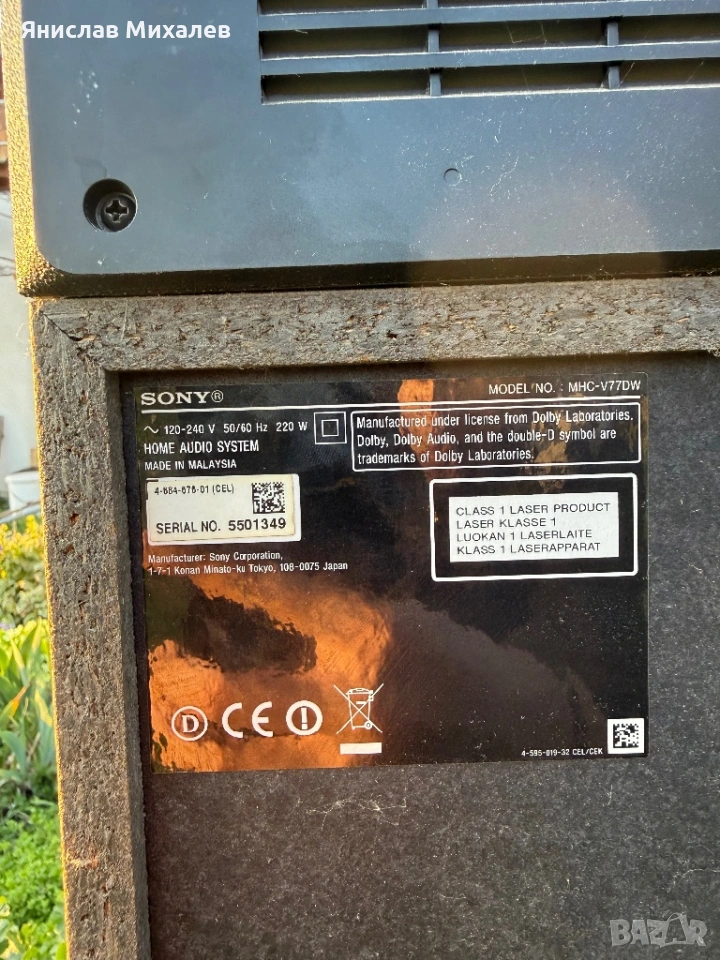 Янислав Михалев
SONY®
MODEL NO. : MHC-V77DW
~ 120-240 V 50/60 Hz 220 W
HOME AUDIO SYSTEM
MADE IN MALAYSIA
Manufactured under license from Dolby Laboratories.
Dolby, Dolby Audio, and the double-D symbol are
trademarks of Dolby Laboratories.
4-684-676-01 (CEL)
SERIAL NO. 5501349
CLASS 1 LASER PRODUCT
LASER KLASSE 1
LUOKAN 1 LASERLAITE
KLASS 1 LASERAPPARAT
Manufacturer: Sony Corporation,
1-7-1 Konan Minato-ku Tokyo, 108-0075 Japan
D CE
4-595-019-32 CEL/CEK
BAZAR